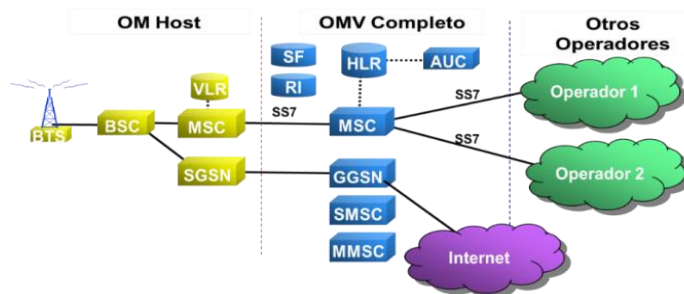 OM Host
OMV Completo
Otros
Operadores
SF
RI
HLR
AUC
VLR
BTS
BSC
MSC
SS7
MSC
SS7
SS7
Operador 1
Operador 2
SGSN
GGSN
SMSC
MMSC
Internet